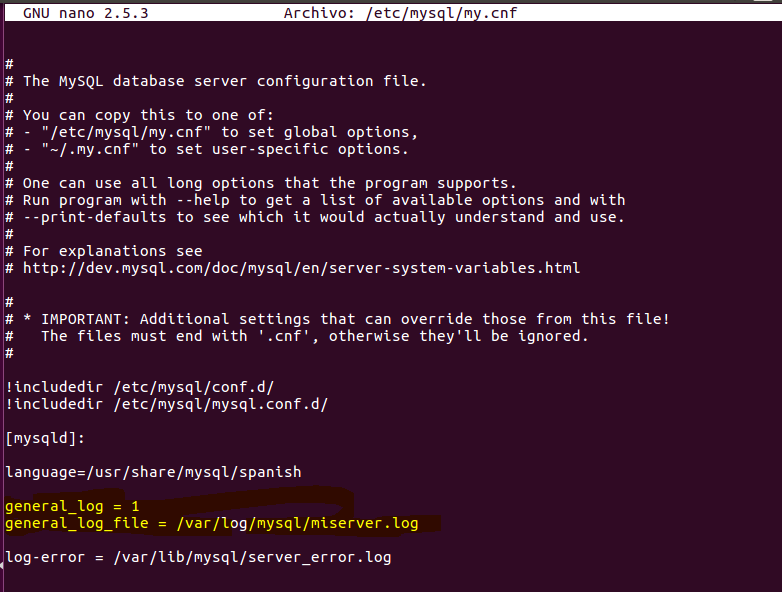 GNU nano 2.5.3 Archivo: /etc/mysql/my.cnf
#
# The MySQL database server configuration file.
#
# You can copy this to one of:
# - "/etc/mysql/my.cnf" to set global options,
# - "~/.my.cnf" to set user-specific options.
#
# One can use all long options that the program supports.
# Run program with --help to get a list of available options and with
# --print-defaults to see which it would actually understand and use.
#
# For explanations see
# http://dev.mysql.com/doc/mysql/en/server-system-variables.html
#
# * IMPORTANT: Additional settings that can override those from this file!
#   The files must end with '.cnf', otherwise they'll be ignored.
#
!includedir /etc/mysql/conf.d/
!includedir /etc/mysql/mysql.conf.d/
[mysqld]:
language=/usr/share/mysql/spanish
general_log = 1
general_log_file = /var/log/mysql/miserver.log
log-error = /var/lib/mysql/server_error.log